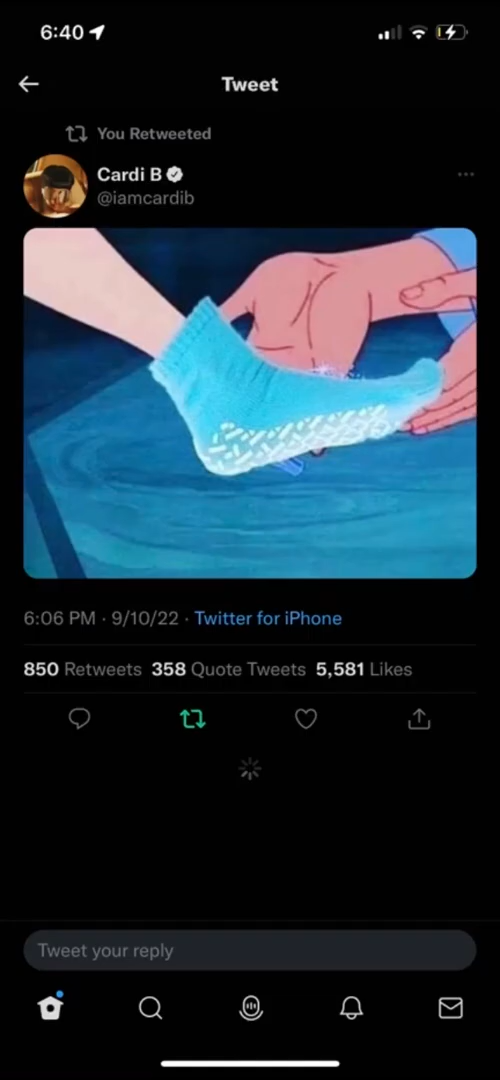 6:40
Tweet
You Retweeted
Cardi B
@iamcardib
6:06 PM · 9/10/22 · Twitter for iPhone
850 Retweets 358 Quote Tweets 5,581 Likes
Tweet your reply